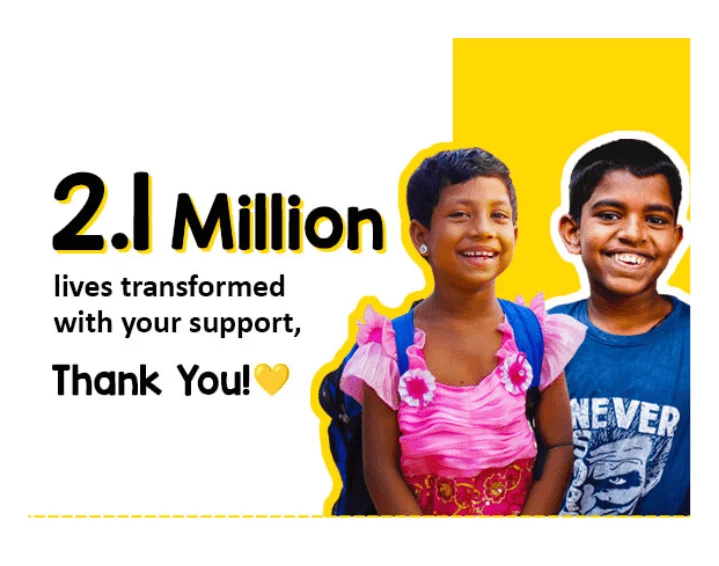 2.1 Million
lives transformed
with your support,
Thank You!💛
NEVER